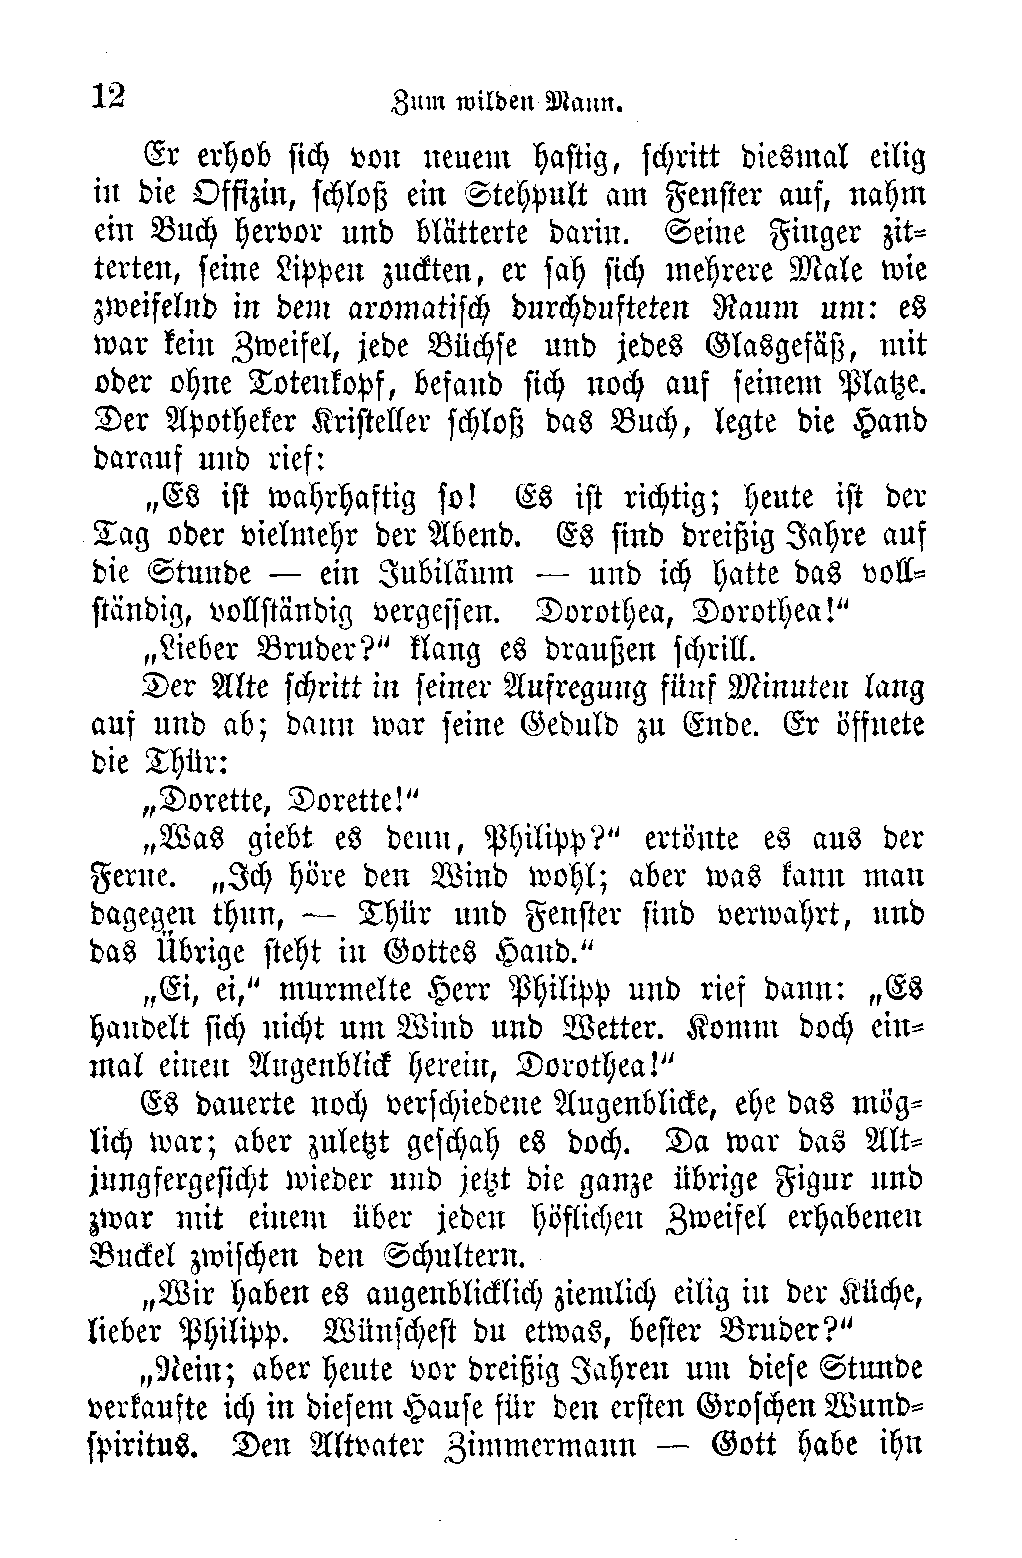 12 Zum wilden Mann.
Er erhob sich von neuem hastig, schritt diesmal eilig
in die Offizin, schloß ein Stehpult am Fenster auf, nahm
ein Buch hervor und blätterte darin. Seine Finger zit-
terten, seine Lippen zuckten, er sah sich mehrere Male wie
zweifelnd in dem aromatisch durchdufteten Raum um: es
war kein Zweifel, jede Büchse und jedes Glasgefäß, mit
oder ohne Totenkopf, befand sich noch auf seinem Platze.
Der Apotheker Kristeller schloß das Buch, legte die Hand
darauf und rief:
„Es ist wahrhaftig so! Es ist richtig; heute ist der
Tag oder vielmehr der Abend. Es sind dreißig Jahre auf
die Stunde — ein Jubiläum — und ich hatte das voll-
ständig, vollständig vergessen. Dorothea, Dorothea!“
„Lieber Bruder?“ klang es draußen schrill.
Der Alte schritt in seiner Aufregung fünf Minuten lang
auf und ab; dann war seine Geduld zu Ende. Er öffnete
die Thür:
„Dorette, Dorette!“
„Was giebt es denn, Philipp?“ ertönte es aus der
Ferne. „Ich höre den Wind wohl; aber was kann man
dagegen thun, — Thür und Fenster sind verwahrt, und
das Übrige steht in Gottes Hand.“
„Ei, ei,“ murmelte Herr Philipp und rief dann: „Es
handelt sich nicht um Wind und Wetter. Komm doch ein-
mal einen Augenblick herein, Dorothea!“
Es dauerte noch verschiedene Augenblicke, ehe das mög-
lich war; aber zuletzt geschah es doch. Da war das Alt-
jungfergesicht wieder und jetzt die ganze übrige Figur und
zwar mit einem über jeden höflichen Zweifel erhabenen
Buckel zwischen den Schultern.
„Wir haben es augenblicklich ziemlich eilig in der Küche,
lieber Philipp. Wünschest du etwas, bester Bruder?“
„Nein; aber heute vor dreißig Jahren um diese Stunde
verkaufte ich in diesem Hause für den ersten Groschen Wund-
spiritus. Den Altvater Zimmermann — Gott habe ihn